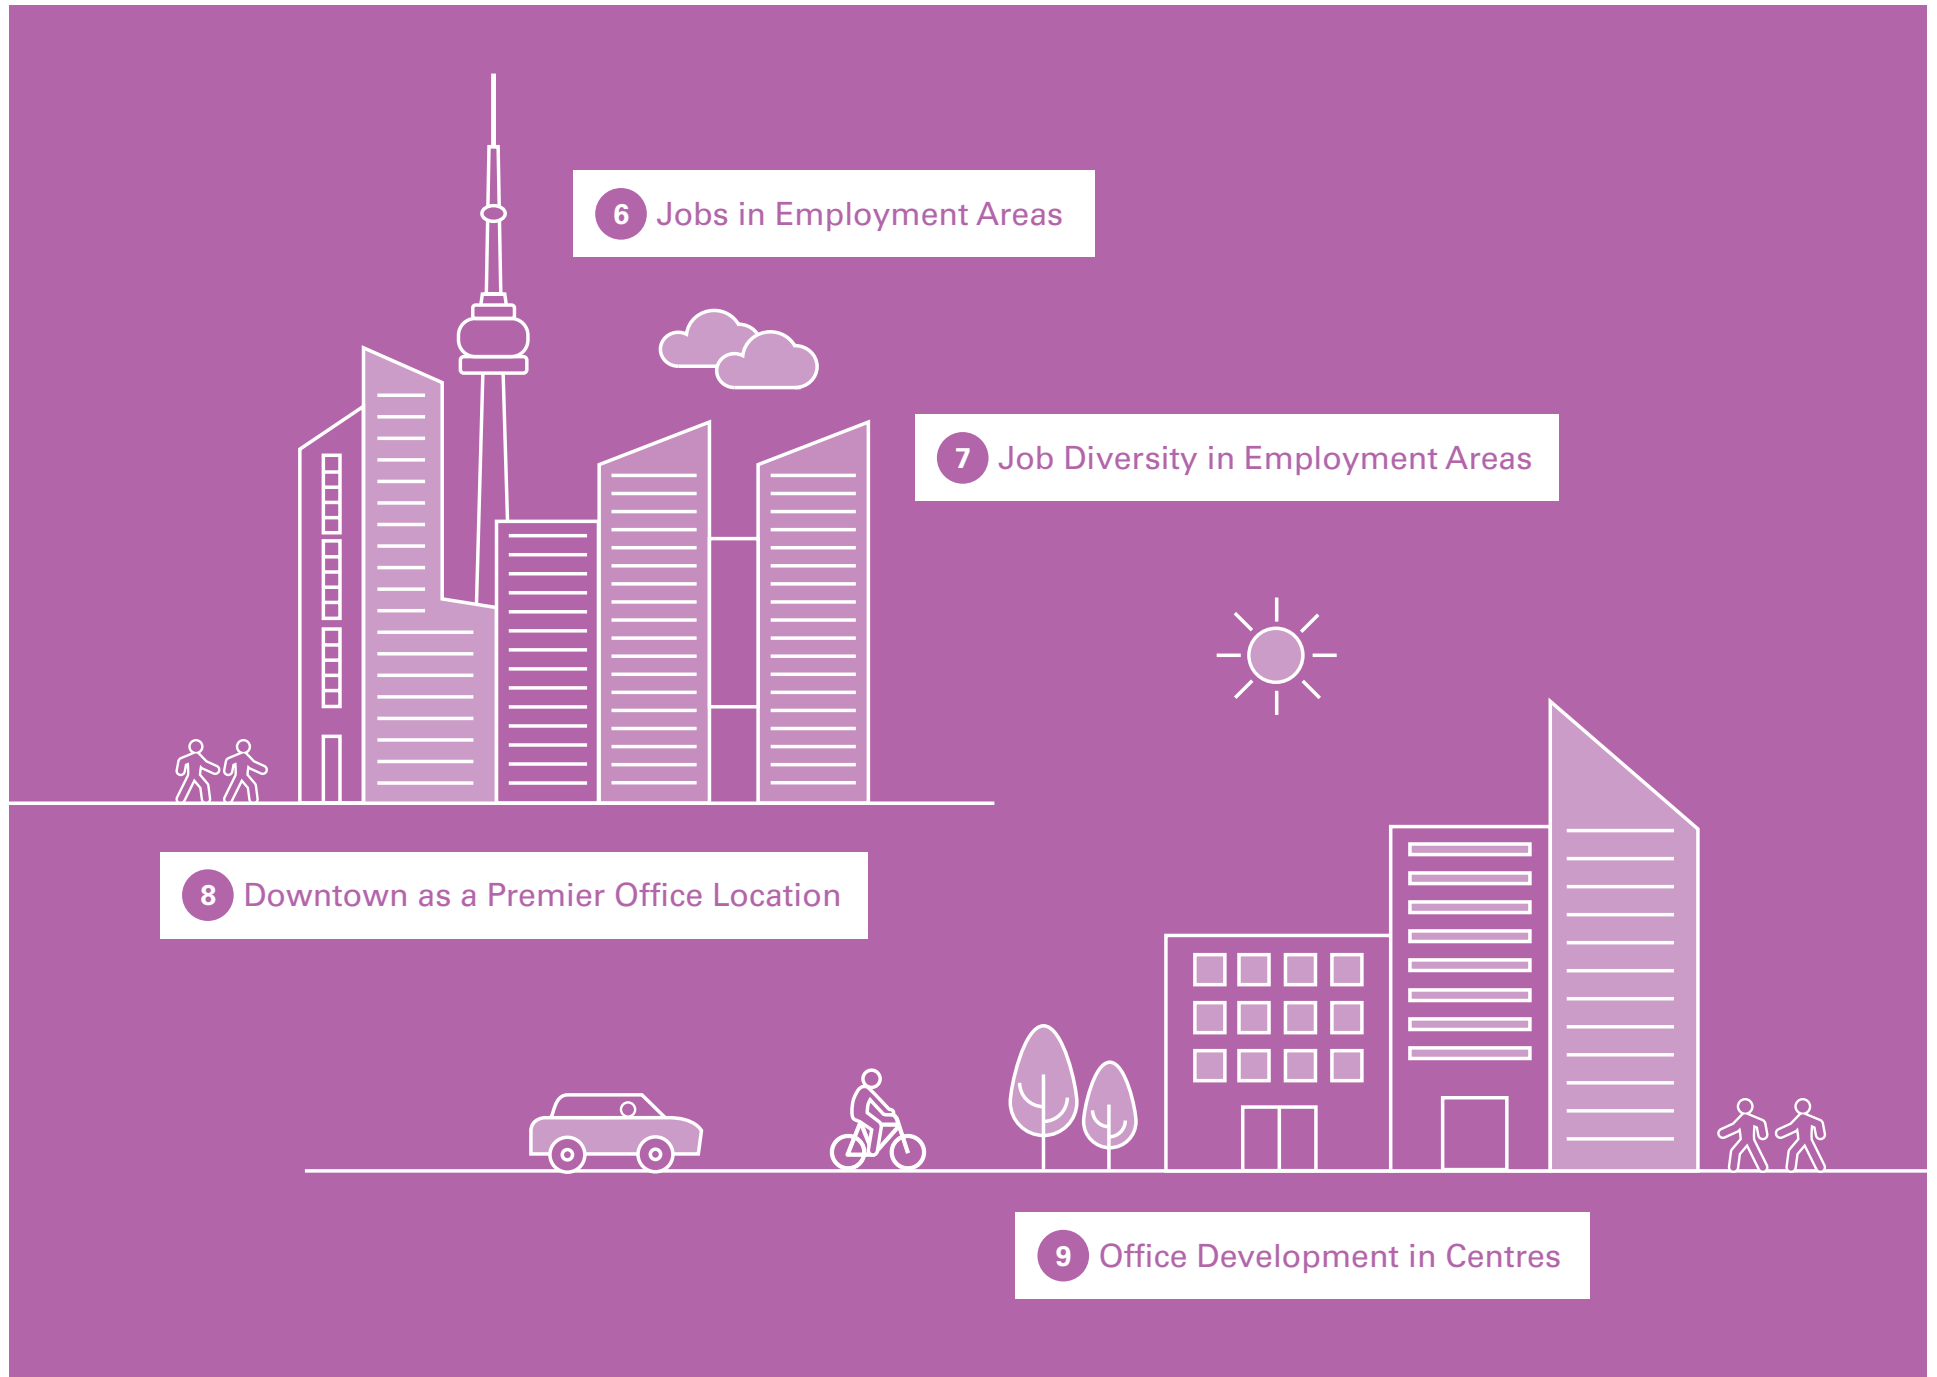 6 Jobs in Employment Areas
7 Job Diversity in Employment Areas
8 Downtown as a Premier Office Location
9 Office Development in Centres